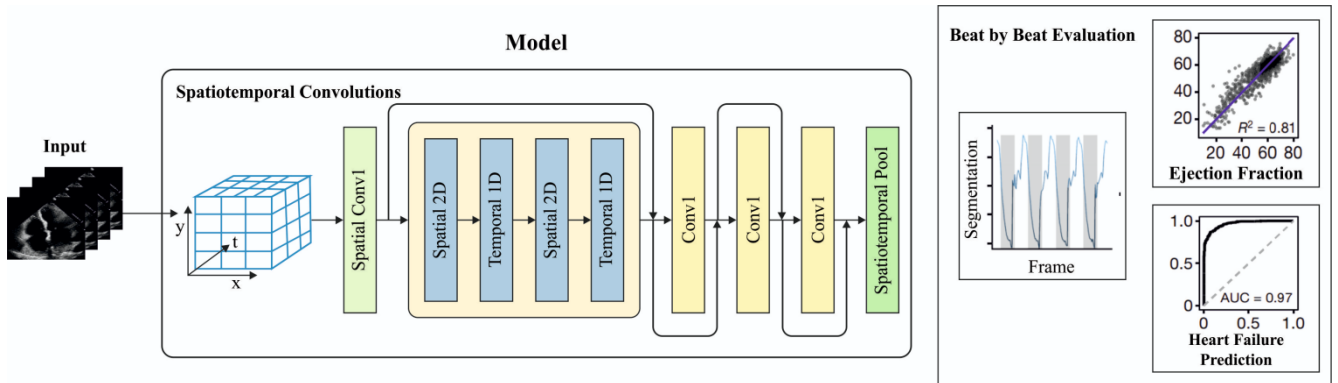 Model
Spatiotemporal Convolutions
Input
y
t
x
Spatial Conv1
Spatial 2D
Temporal 1D
Spatial 2D
Temporal 1D
Conv1
Conv1
Conv1
Spatiotemporal Pool
Beat by Beat Evaluation
Segmentation
Frame
80
60
40
20
R² = 0.81
20 40 60 80
Ejection Fraction
1.0
0.5
0
AUC = 0.97
0 0.5 1.0
Heart Failure
Prediction